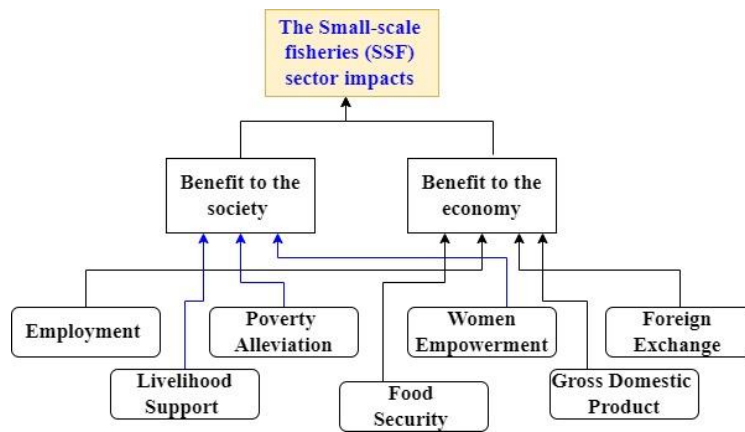 The Small-scale
fisheries (SSF)
sector impacts
Benefit to the
society
Benefit to the
economy
Employment
Poverty
Alleviation
Women
Empowerment
Foreign
Exchange
Livelihood
Support
Food
Security
Gross Domestic
Product